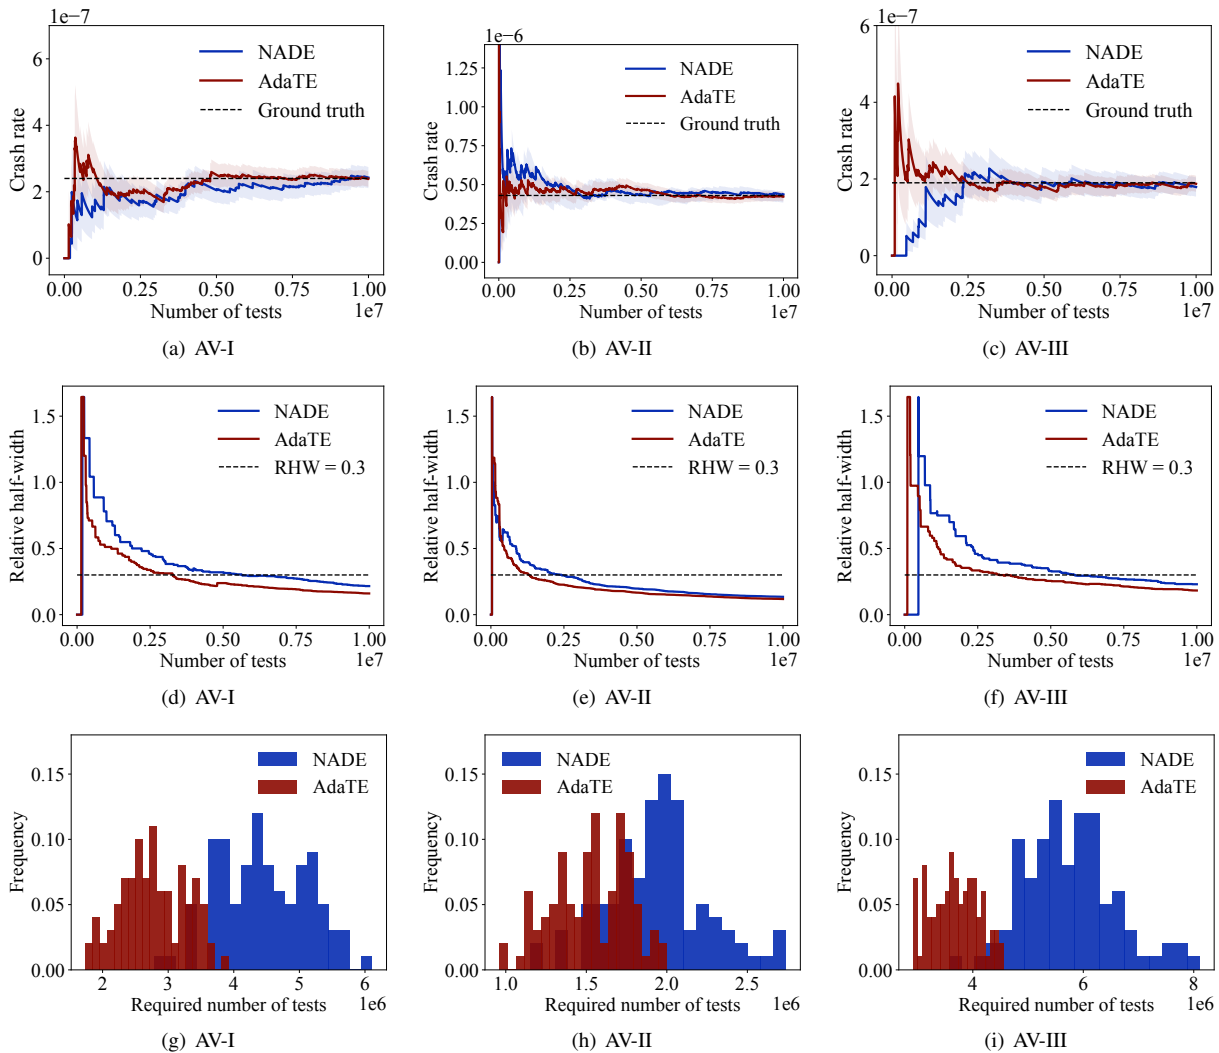 1e−7
6
4
2
0
Crash rate
NADE
AdaTE
Ground truth
0.00 0.25 0.50 0.75 1.00
Number of tests
1e7
(a) AV-I
1e−6
1.25
1.00
0.75
0.50
0.25
0.00
Crash rate
NADE
AdaTE
Ground truth
0.00 0.25 0.50 0.75 1.00
Number of tests
1e7
(b) AV-II
1e−7
6
4
2
0
Crash rate
NADE
AdaTE
Ground truth
0.00 0.25 0.50 0.75 1.00
Number of tests
1e7
(c) AV-III
1.5
1.0
0.5
0.0
Relative half-width
NADE
AdaTE
RHW = 0.3
0.00 0.25 0.50 0.75 1.00
Number of tests
1e7
(d) AV-I
1.5
1.0
0.5
0.0
Relative half-width
NADE
AdaTE
RHW = 0.3
0.00 0.25 0.50 0.75 1.00
Number of tests
1e7
(e) AV-II
1.5
1.0
0.5
0.0
Relative half-width
NADE
AdaTE
RHW = 0.3
0.00 0.25 0.50 0.75 1.00
Number of tests
1e7
(f) AV-III
0.15
0.10
0.05
0.00
Frequency
NADE
AdaTE
2 3 4 5 6
Required number of tests
1e6
(g) AV-I
0.15
0.10
0.05
0.00
Frequency
NADE
AdaTE
1.0 1.5 2.0 2.5
Required number of tests
1e6
(h) AV-II
0.15
0.10
0.05
0.00
Frequency
NADE
AdaTE
4 6 8
Required number of tests
1e6
(i) AV-III